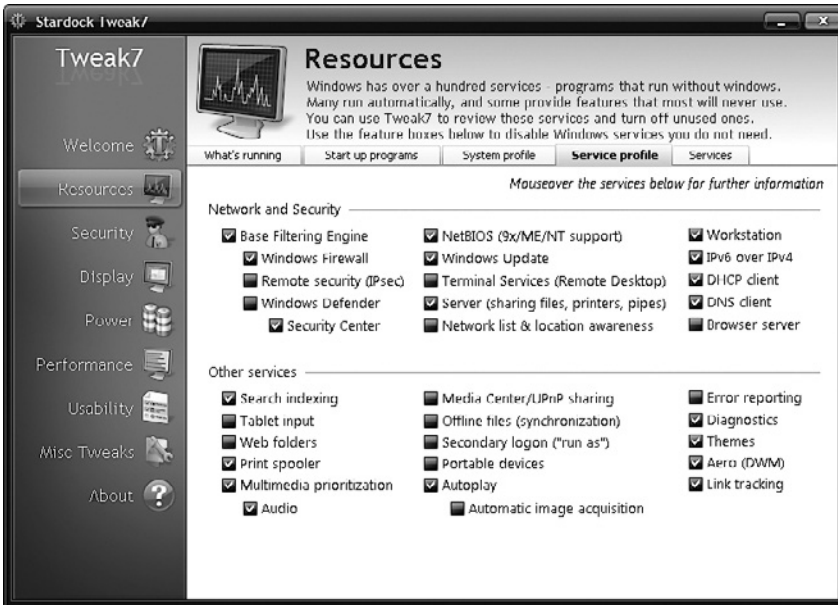 Stardock Tweak7
Tweak7
Welcome
Resources
Security
Display
Power
Performance
Usability
Misc Tweaks
About
Resources
Windows has over a hundred services - programs that run without windows.
Many run automatically, and some provide features that most will never use.
You can use Tweak7 to review these services and turn off unused ones.
Use the feature boxes below to disable Windows services you do not need.
What's running
Start up programs
System profile
Service profile
Services
Mouseover the services below for further information
Network and Security
Base Filtering Engine
Windows Firewall
Remote security (IPsec)
Windows Defender
Security Center
NetBIOS (9x/ME/NT support)
Windows Update
Terminal Services (Remote Desktop)
Server (sharing files, printers, pipes)
Network list & location awareness
Workstation
IPv6 over IPv4
DHCP client
DNS client
Browser server
Other services
Search indexing
Tablet input
Web folders
Print spooler
Multimedia prioritization
Audio
Media Center/UPnP sharing
Offline files (synchronization)
Secondary logon ("run as")
Portable devices
Autoplay
Automatic image acquisition
Error reporting
Diagnostics
Themes
Aero (DWM)
Link tracking